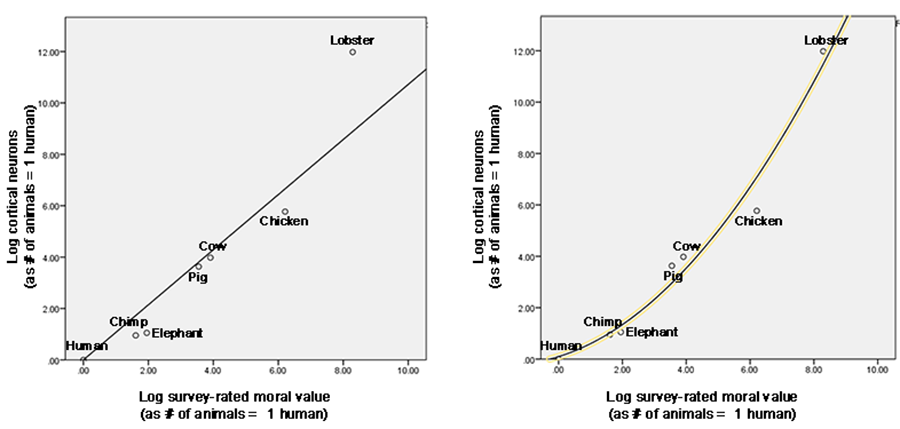 Log cortical neurons
(as # of animals = 1 human)
12.00
10.00
8.00
6.00
4.00
2.00
.00
Lobster
Chicken
Cow
Pig
Chimp
Elephant
Human
.00 2.00 4.00 6.00 8.00 10.00
Log survey-rated moral value
(as # of animals = 1 human)
Log cortical neurons
(as # of animals = 1 human)
12.00
10.00
8.00
6.00
4.00
2.00
.00
Lobster
Chicken
Cow
Pig
Chimp
Elephant
Human
.00 2.00 4.00 6.00 8.00 10.00
Log survey-rated moral value
(as # of animals = 1 human)